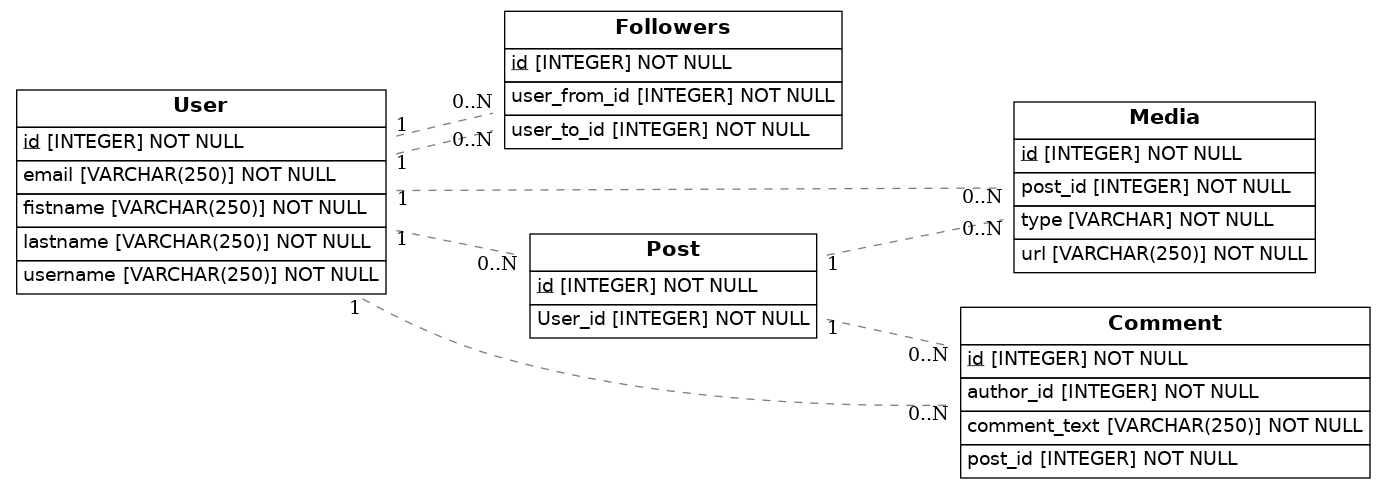 User
id [INTEGER] NOT NULL
email [VARCHAR(250)] NOT NULL
fistname [VARCHAR(250)] NOT NULL
lastname [VARCHAR(250)] NOT NULL
username [VARCHAR(250)] NOT NULL
Followers
id [INTEGER] NOT NULL
user_from_id [INTEGER] NOT NULL
user_to_id [INTEGER] NOT NULL
Post
id [INTEGER] NOT NULL
User_id [INTEGER] NOT NULL
Media
id [INTEGER] NOT NULL
post_id [INTEGER] NOT NULL
type [VARCHAR] NOT NULL
url [VARCHAR(250)] NOT NULL
Comment
id [INTEGER] NOT NULL
author_id [INTEGER] NOT NULL
comment_text [VARCHAR(250)] NOT NULL
post_id [INTEGER] NOT NULL
1
0..N
1
0..N
1
0..N
1
0..N
1
0..N
1
0..N
1
0..N